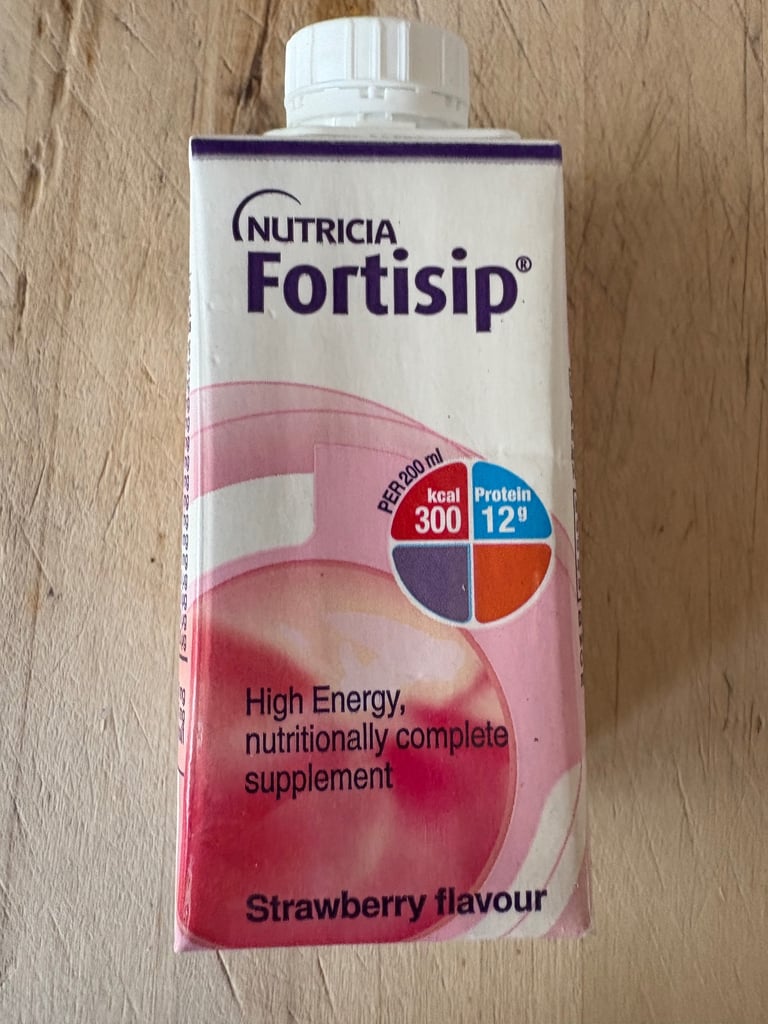 NUTRICIA
Fortisip®
PER 200 ml
kcal
300
Protein
12g
High Energy,
nutritionally complete
supplement
Strawberry flavour